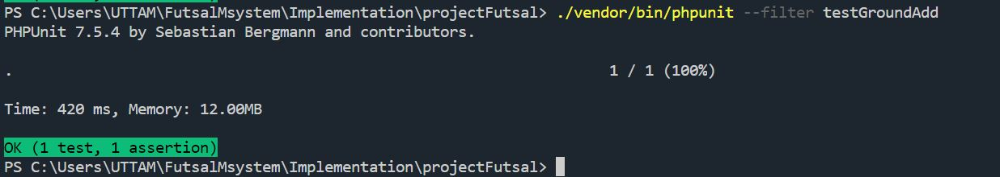 PS C:\Users\UTTAM\FutsalMsystem\Implementation\projectFutsal> ./vendor/bin/phpunit --filter testGroundAdd
PHPUnit 7.5.4 by Sebastian Bergmann and contributors.
. 1 / 1 (100%)
Time: 420 ms, Memory: 12.00MB
OK (1 test, 1 assertion)
PS C:\Users\UTTAM\FutsalMsystem\Implementation\projectFutsal>